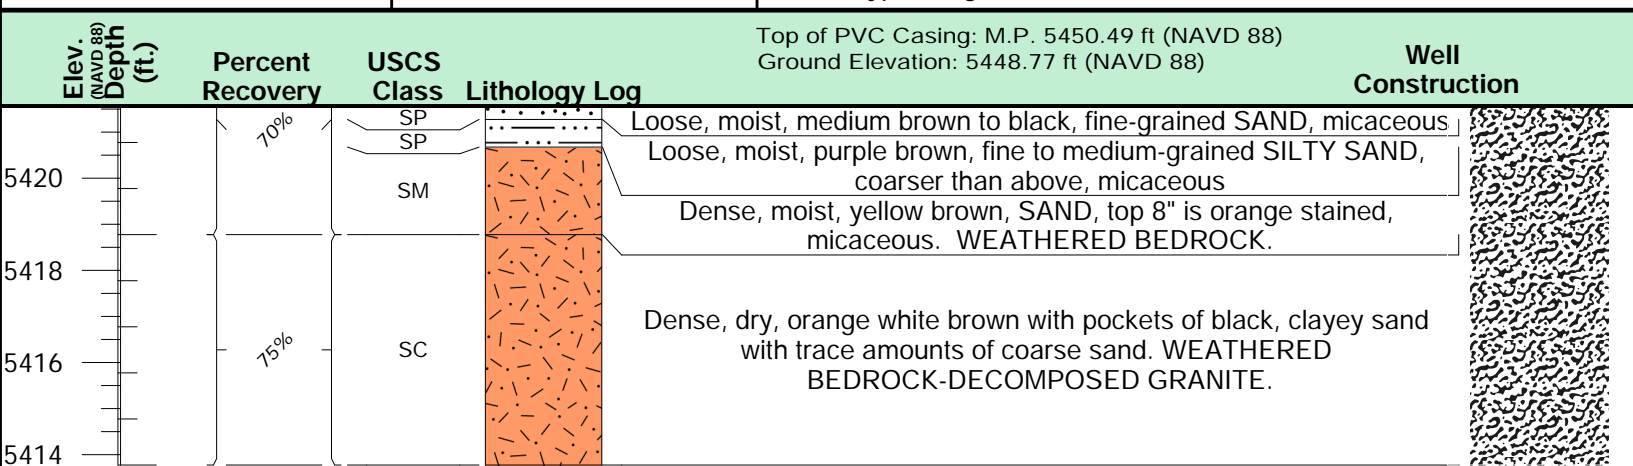 Elev.
(NAVD 88)
Depth
(ft.)
Percent
Recovery
USCS
Class
Lithology Log
Top of PVC Casing: M.P. 5450.49 ft (NAVD 88)
Ground Elevation: 5448.77 ft (NAVD 88)
Well
Construction
70%
SP
Loose, moist, medium brown to black, fine-grained SAND, micaceous
SP
Loose, moist, purple brown, fine to medium-grained SILTY SAND,
coarser than above, micaceous
5420
SM
Dense, moist, yellow brown, SAND, top 8" is orange stained,
micaceous. WEATHERED BEDROCK.
5418
Dense, dry, orange white brown with pockets of black, clayey sand
with trace amounts of coarse sand. WEATHERED
BEDROCK-DECOMPOSED GRANITE.
75%
SC
5416
5414